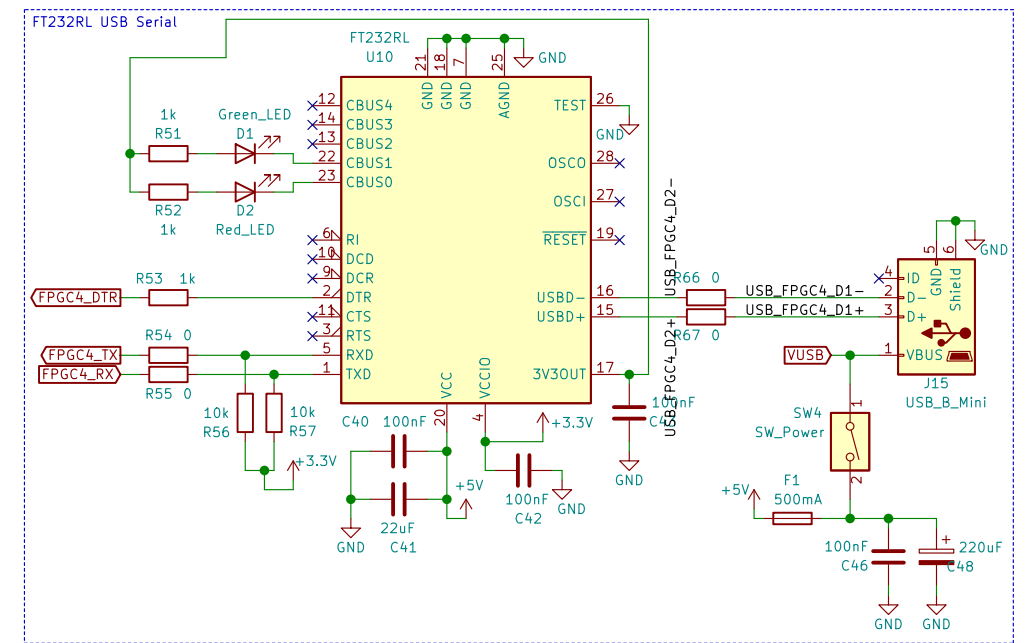 FT232RL USB Serial
FT232RL
U10
21
18
7
25
GND
GND
GND
GND
AGND
12
CBUS4
14
CBUS3
13
CBUS2
22
CBUS1
23
CBUS0
1k
R51
Green_LED
D1
R52
1k
D2
Red_LED
TEST
26
GND
OSCO
28
OSCI
27
RESET
19
6
RI
10
DCD
9
DCR
FPGC4_DTR
R53 1k
2
DTR
11
CTS
3
RTS
FPGC4_TX
R54 0
5
RXD
FPGC4_RX
R55 0
1
TXD
USBD-
16
USBD+
15
3V3OUT
17
USB_FPGC4_D2-
USB_FPGC4_D2+
R66 0
R67 0
USB_FPGC4_D1-
USB_FPGC4_D1+
5
6
GND
GND
Shield
4
ID
2
D-
3
D+
1
VBUS
VUSB
J15
USB_B_Mini
10k
R56
10k
R57
+3.3V
VCC
VCCIO
20
4
C40 100nF
22uF
C41
GND
+5V
+3.3V
100nF
C42
GND
100nF
GND
SW4
SW_Power
1
2
+5V
F1
500mA
100nF
C46
+
220uF
C48
GND
GND